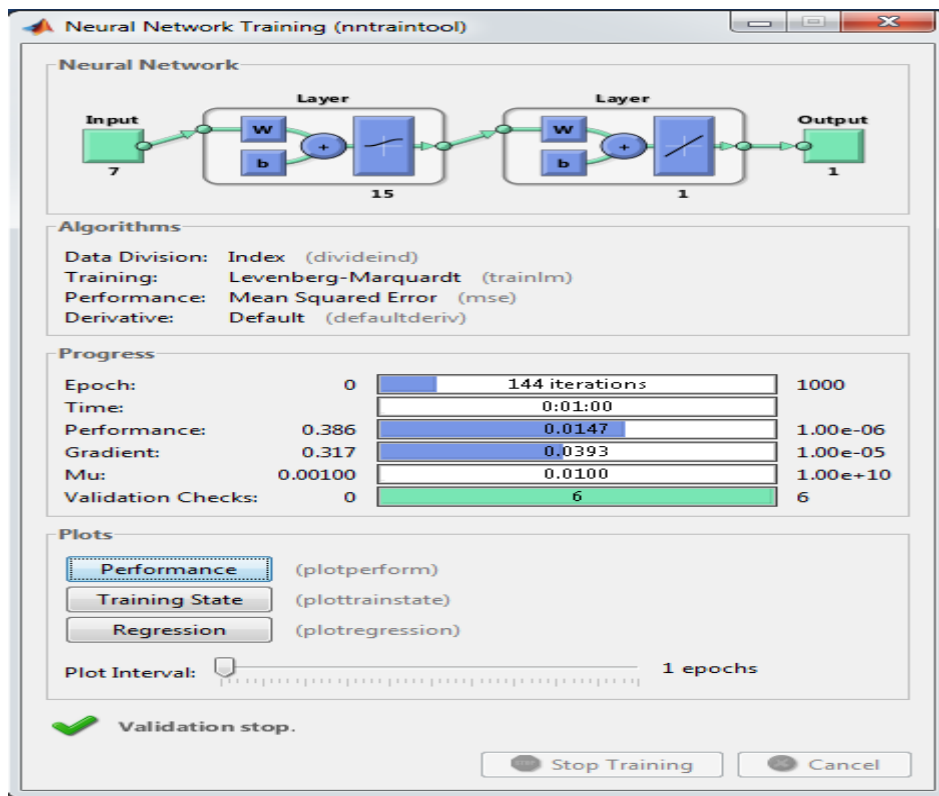 Neural Network Training (nntraintool)
Neural Network
Layer Layer
Input W W Output
b + b +
7 15 1 1
Algorithms
Data Division: Index (divideind)
Training: Levenberg-Marquardt (trainlm)
Performance: Mean Squared Error (mse)
Derivative: Default (defaultderiv)
Progress
Epoch: 0 144 iterations 1000
Time: 0:01:00
Performance: 0.386 0.0147 1.00e-06
Gradient: 0.317 0.0393 1.00e-05
Mu: 0.00100 0.0100 1.00e+10
Validation Checks: 0 6 6
Plots
Performance (plotperform)
Training State (plottrainstate)
Regression (plotregression)
Plot Interval: 1 epochs
Validation stop.
Stop Training Cancel